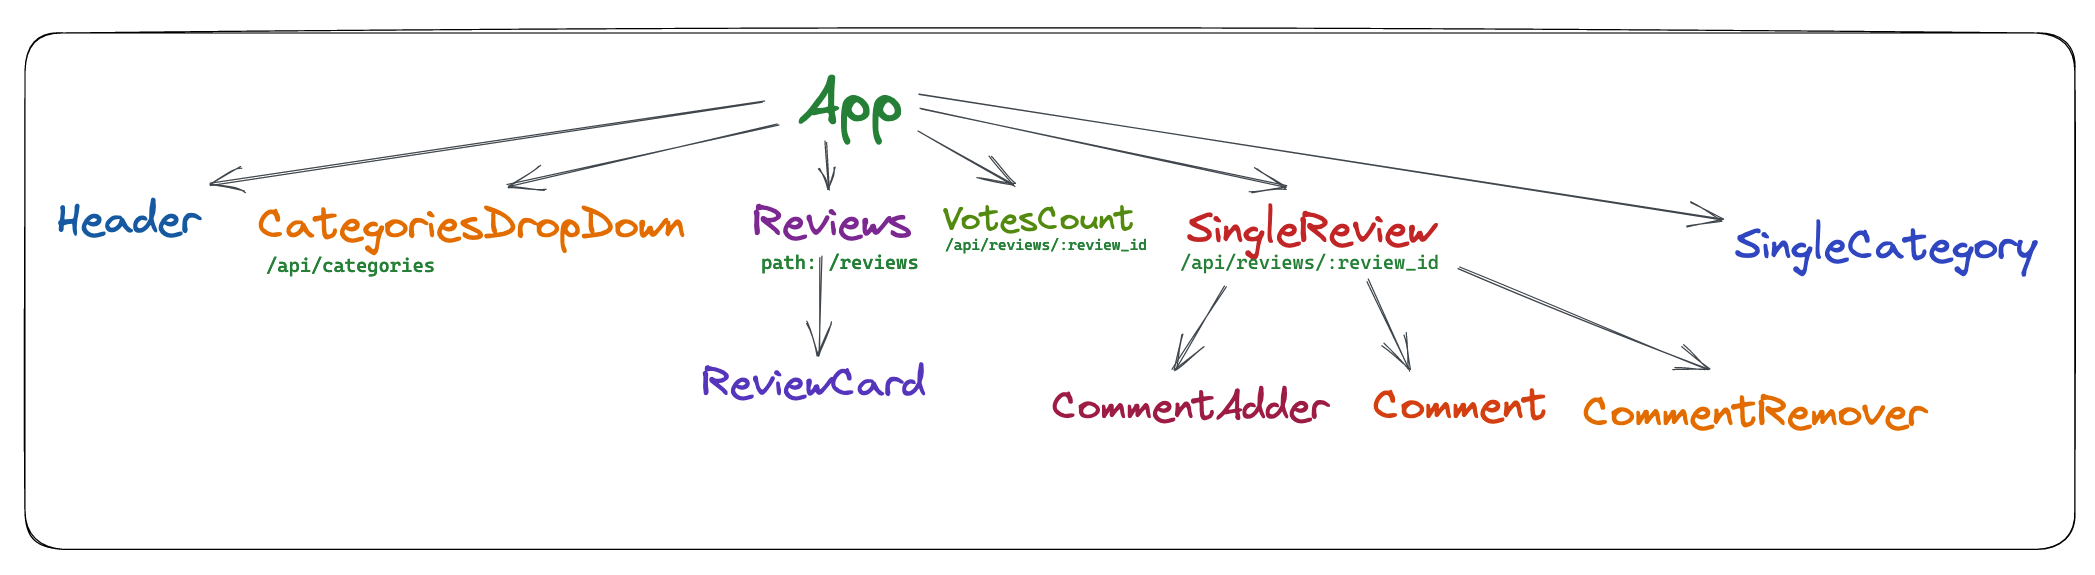 App
Header
CategoriesDropDown
/api/categories
Reviews
path: /reviews
VotesCount
/api/reviews/:review_id
SingleReview
/api/reviews/:review_id
SingleCategory
ReviewCard
CommentAdder
Comment
CommentRemover